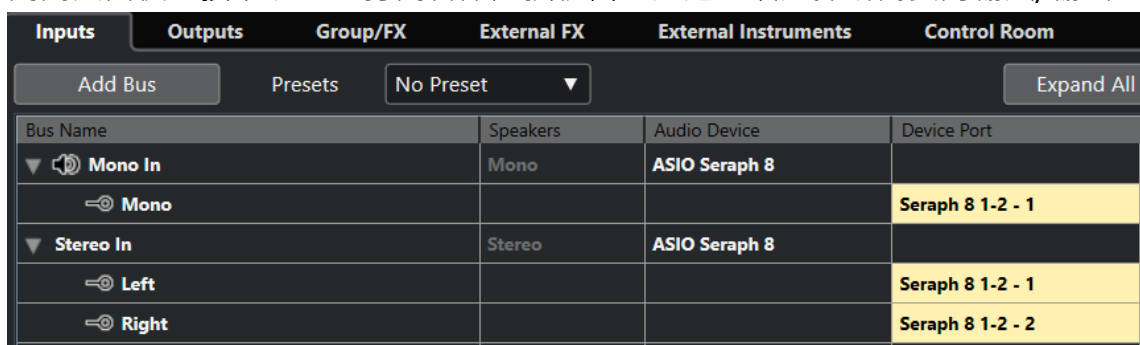 Inputs Outputs Group/FX External FX External Instruments Control Room
Add Bus Presets No Preset Expand All
Bus Name Speakers Audio Device Device Port
Mono In Mono ASIO Seraph 8
Mono Seraph 8 1-2 - 1
Stereo In Stereo ASIO Seraph 8
Left Seraph 8 1-2 - 1
Right Seraph 8 1-2 - 2